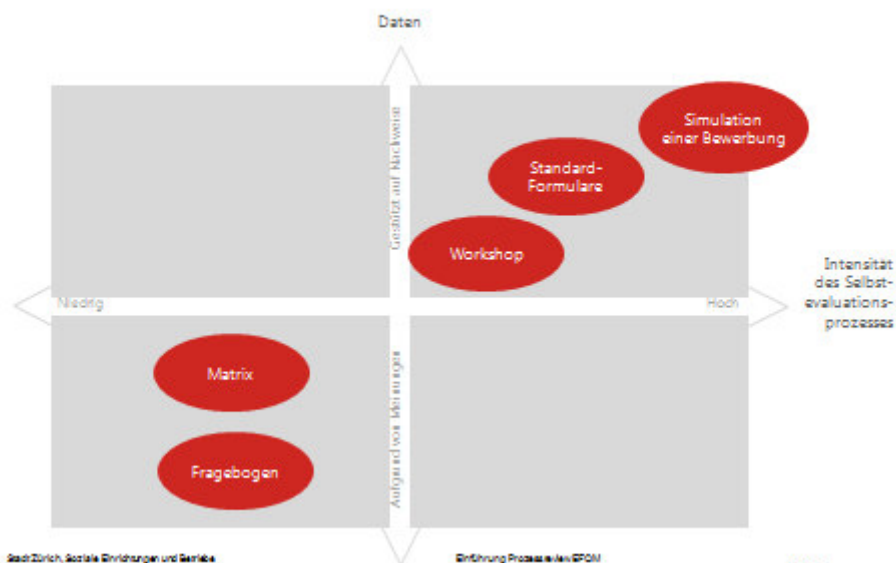 Daten
Gestützt auf Nachweise
Simulation
einer Bewerbung
Standard-
Formulare
Workshop
Intensität
des Selbst-
evaluations-
prozesses
Niedrig
Hoch
Aufgrund von Meinungen
Matrix
Fragebogen
Stadt Zürich, Soziale Einrichtungen und Betriebe
Einführung Prozessreview EFQM